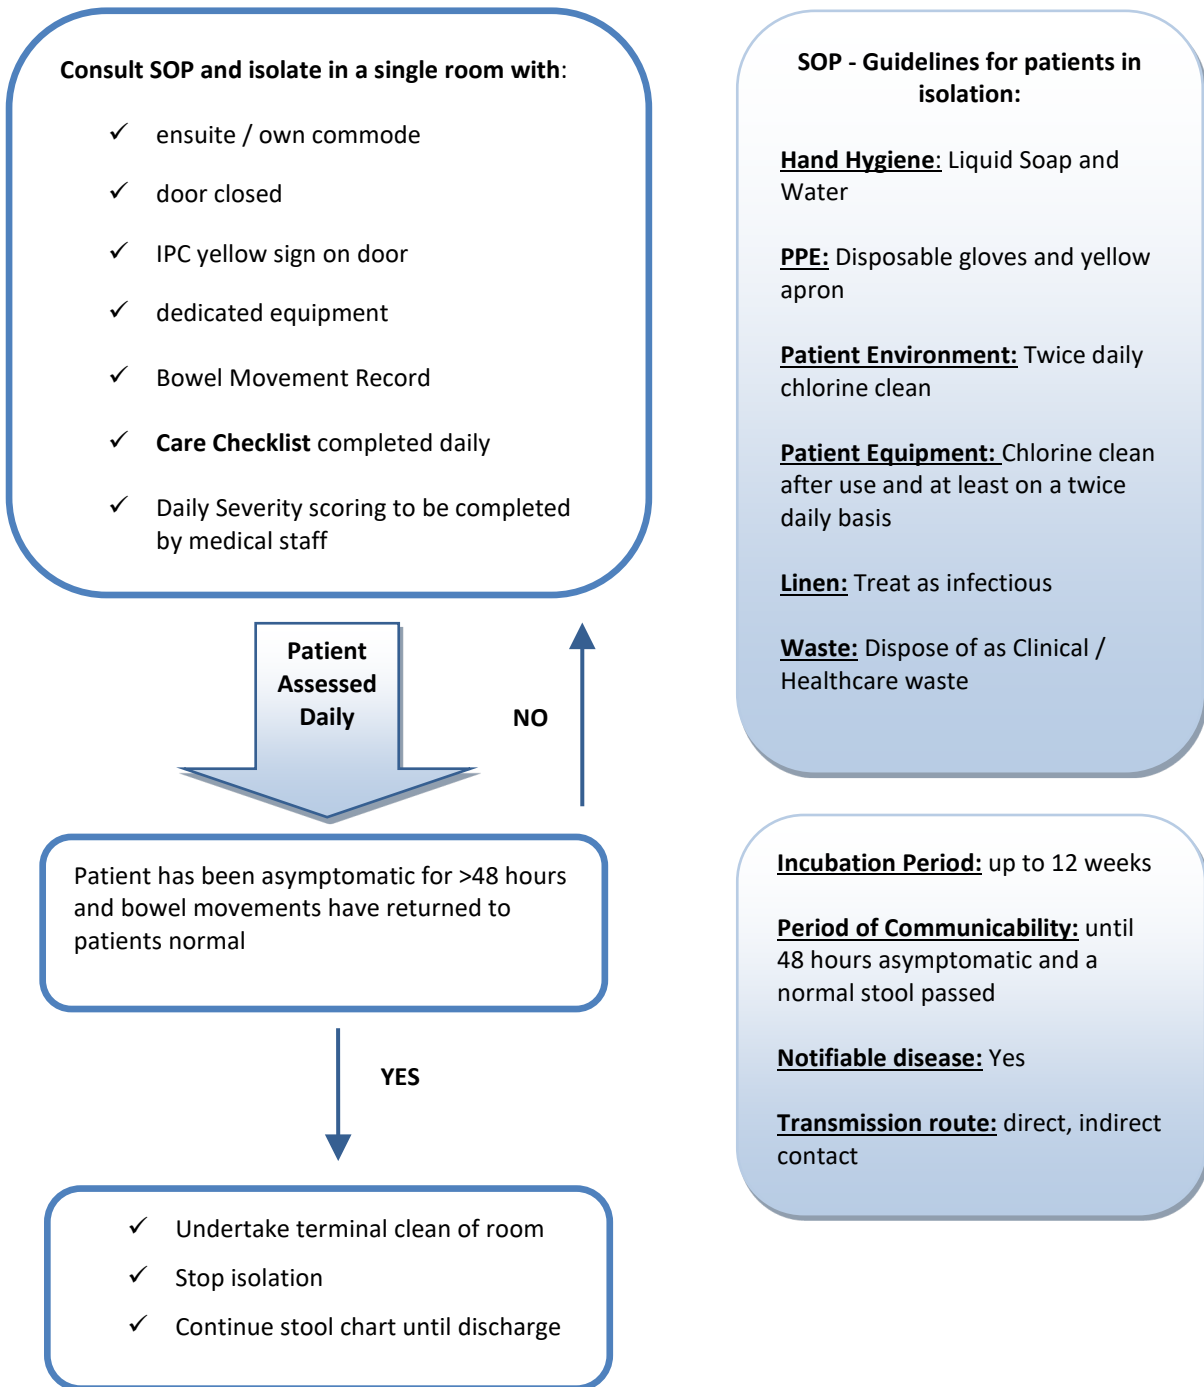 Consult SOP and isolate in a single room with:
✓ ensuite / own commode
✓ door closed
✓ IPC yellow sign on door
✓ dedicated equipment
✓ Bowel Movement Record
✓ Care Checklist completed daily
✓ Daily Severity scoring to be completed
by medical staff
Patient
Assessed
Daily
NO
Patient has been asymptomatic for >48 hours
and bowel movements have returned to
patients normal
YES
✓ Undertake terminal clean of room
✓ Stop isolation
✓ Continue stool chart until discharge
SOP - Guidelines for patients in
isolation:
Hand Hygiene: Liquid Soap and
Water
PPE: Disposable gloves and yellow
apron
Patient Environment: Twice daily
chlorine clean
Patient Equipment: Chlorine clean
after use and at least on a twice
daily basis
Linen: Treat as infectious
Waste: Dispose of as Clinical /
Healthcare waste
Incubation Period: up to 12 weeks
Period of Communicability: until
48 hours asymptomatic and a
normal stool passed
Notifiable disease: Yes
Transmission route: direct, indirect
contact